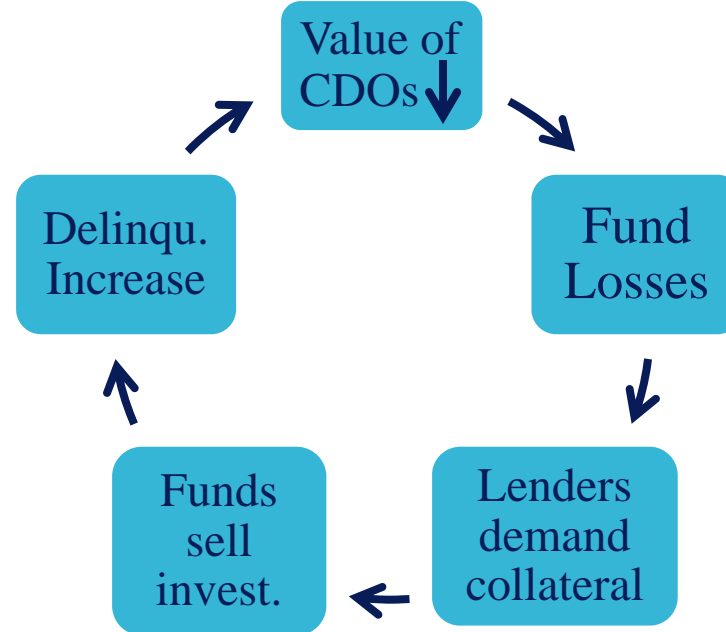 Value of
CDOs
Fund
Losses
Lenders
demand
collateral
Funds
sell
invest.
Delinqu.
Increase